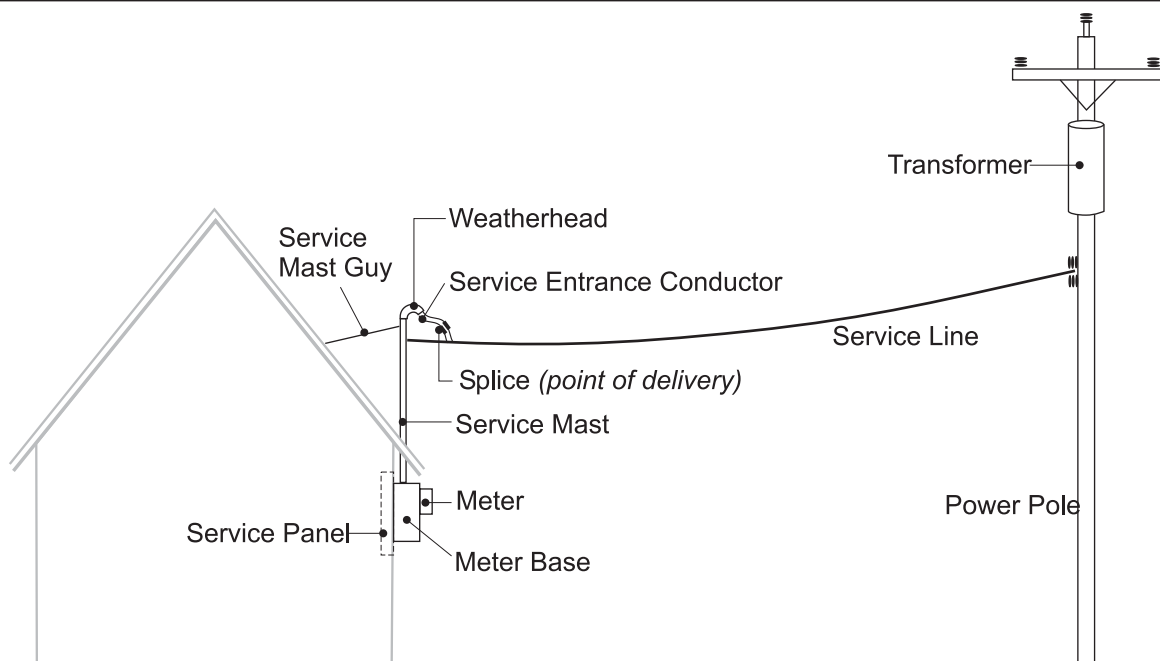 Transformer
Weatherhead
Service
Mast Guy
Service Entrance Conductor
Service Line
Splice (point of delivery)
Service Mast
Meter
Power Pole
Service Panel
Meter Base